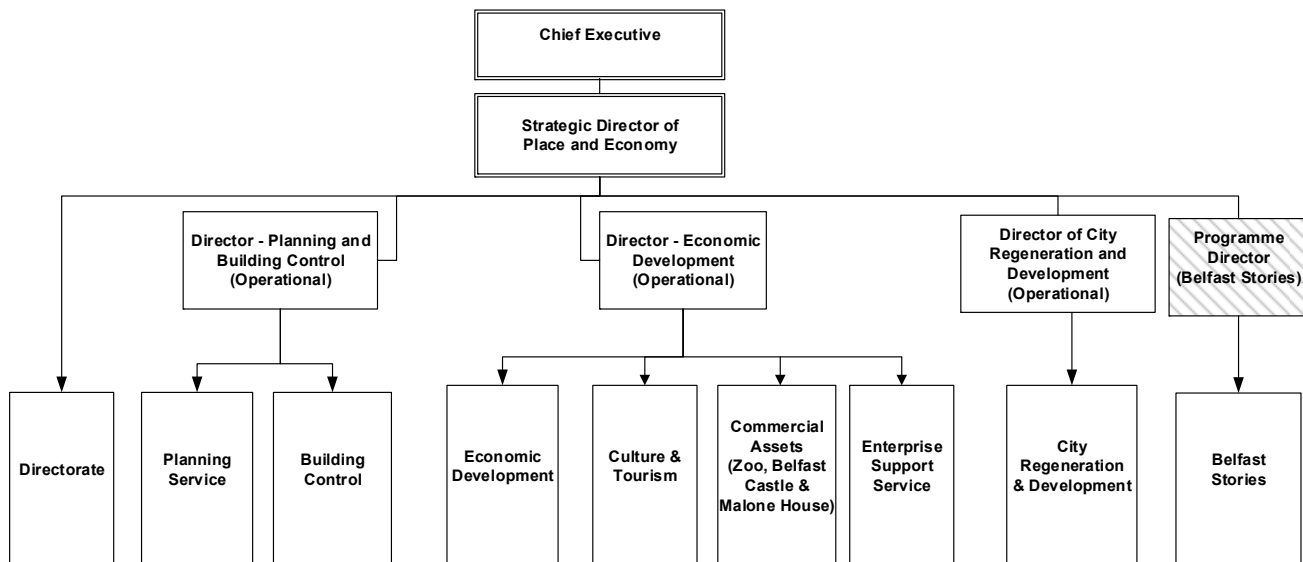 Chief Executive
Strategic Director of
Place and Economy
Director - Planning and
Building Control
(Operational)
Director - Economic
Development
(Operational)
Director of City
Regeneration and
Development
(Operational)
Programme
Director
(Belfast Stories)
Directorate
Planning
Service
Building
Control
Economic
Development
Culture &
Tourism
Commercial
Assets
(Zoo, Belfast
Castle &
Malone House)
Enterprise
Support
Service
City
Regeneration
& Development
Belfast
Stories